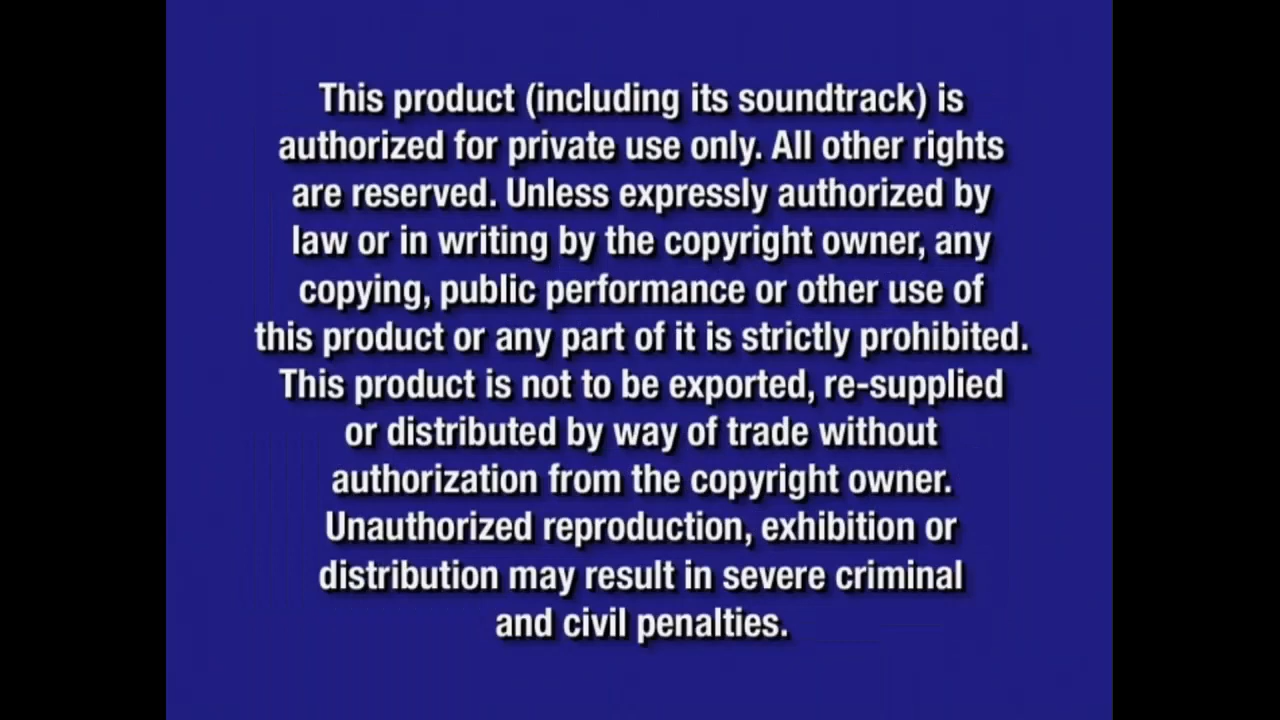 This product (including its soundtrack) is
authorized for private use only. All other rights
are reserved. Unless expressly authorized by
law or in writing by the copyright owner, any
copying, public performance or other use of
this product or any part of it is strictly prohibited.
This product is not to be exported, re-supplied
or distributed by way of trade without
authorization from the copyright owner.
Unauthorized reproduction, exhibition or
distribution may result in severe criminal
and civil penalties.